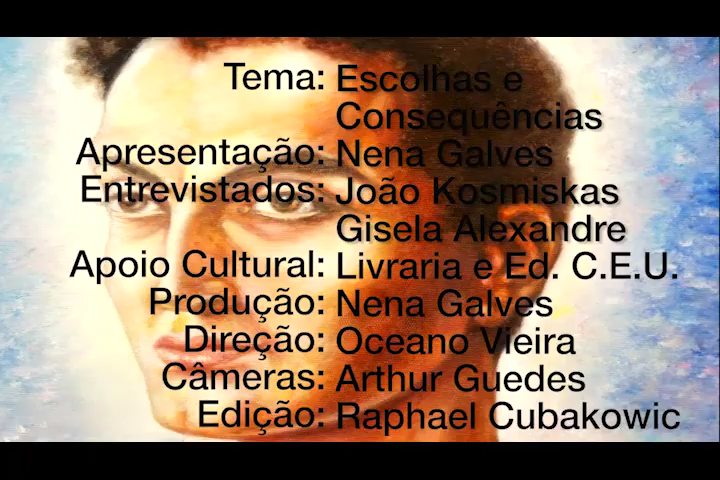 Tema: Escolhas e
Consequências
Apresentação: Nena Galves
Entrevistados: João Kosmiskas
Gisela Alexandre
Apoio Cultural: Livraria e Ed. C.E.U.
Produção: Nena Galves
Direção: Oceano Vieira
Câmeras: Arthur Guedes
Edição: Raphael Cubakowic